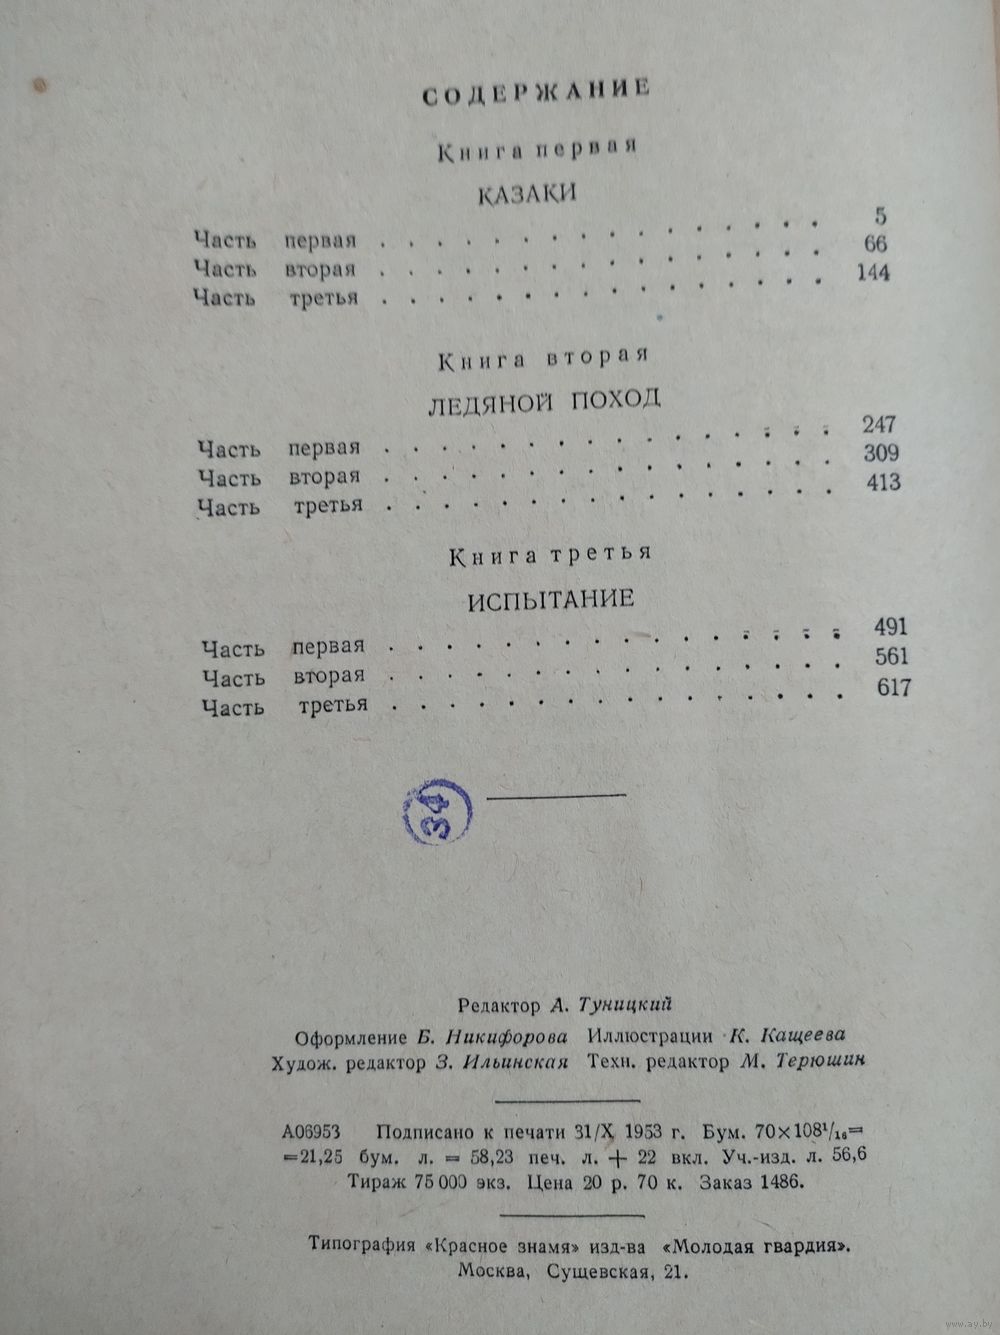 СОДЕРЖАНИЕ
Книга первая
КАЗАКИ
Часть первая . . . . . . . . . . . . . . . . 5
Часть вторая . . . . . . . . . . . . . . . . 66
Часть третья . . . . . . . . . . . . . . . . 144
Книга вторая
ЛЕДЯНОЙ ПОХОД
Часть первая . . . . . . . . . . . . . . . . 247
Часть вторая . . . . . . . . . . . . . . . . 309
Часть третья . . . . . . . . . . . . . . . . 413
Книга третья
ИСПЫТАНИЕ
Часть первая . . . . . . . . . . . . . . . . 491
Часть вторая . . . . . . . . . . . . . . . . 561
Часть третья . . . . . . . . . . . . . . . . 617
34
Редактор А. Туницкий
Оформление Б. Никифорова Иллюстрации К. Кащеева
Худож. редактор З. Ильинская Техн. редактор М. Терюшин
А06953 Подписано к печати 31/X 1953 г. Бум. 70×108¹/₁₆=
=21,25 бум. л. = 58,23 печ. л. + 22 вкл. Уч.-изд. л. 56,6
Тираж 75 000 экз. Цена 20 р. 70 к. Заказ 1486.
Типография «Красное знамя» изд-ва «Молодая гвардия».
Москва, Сущевская, 21.
www.ay.by